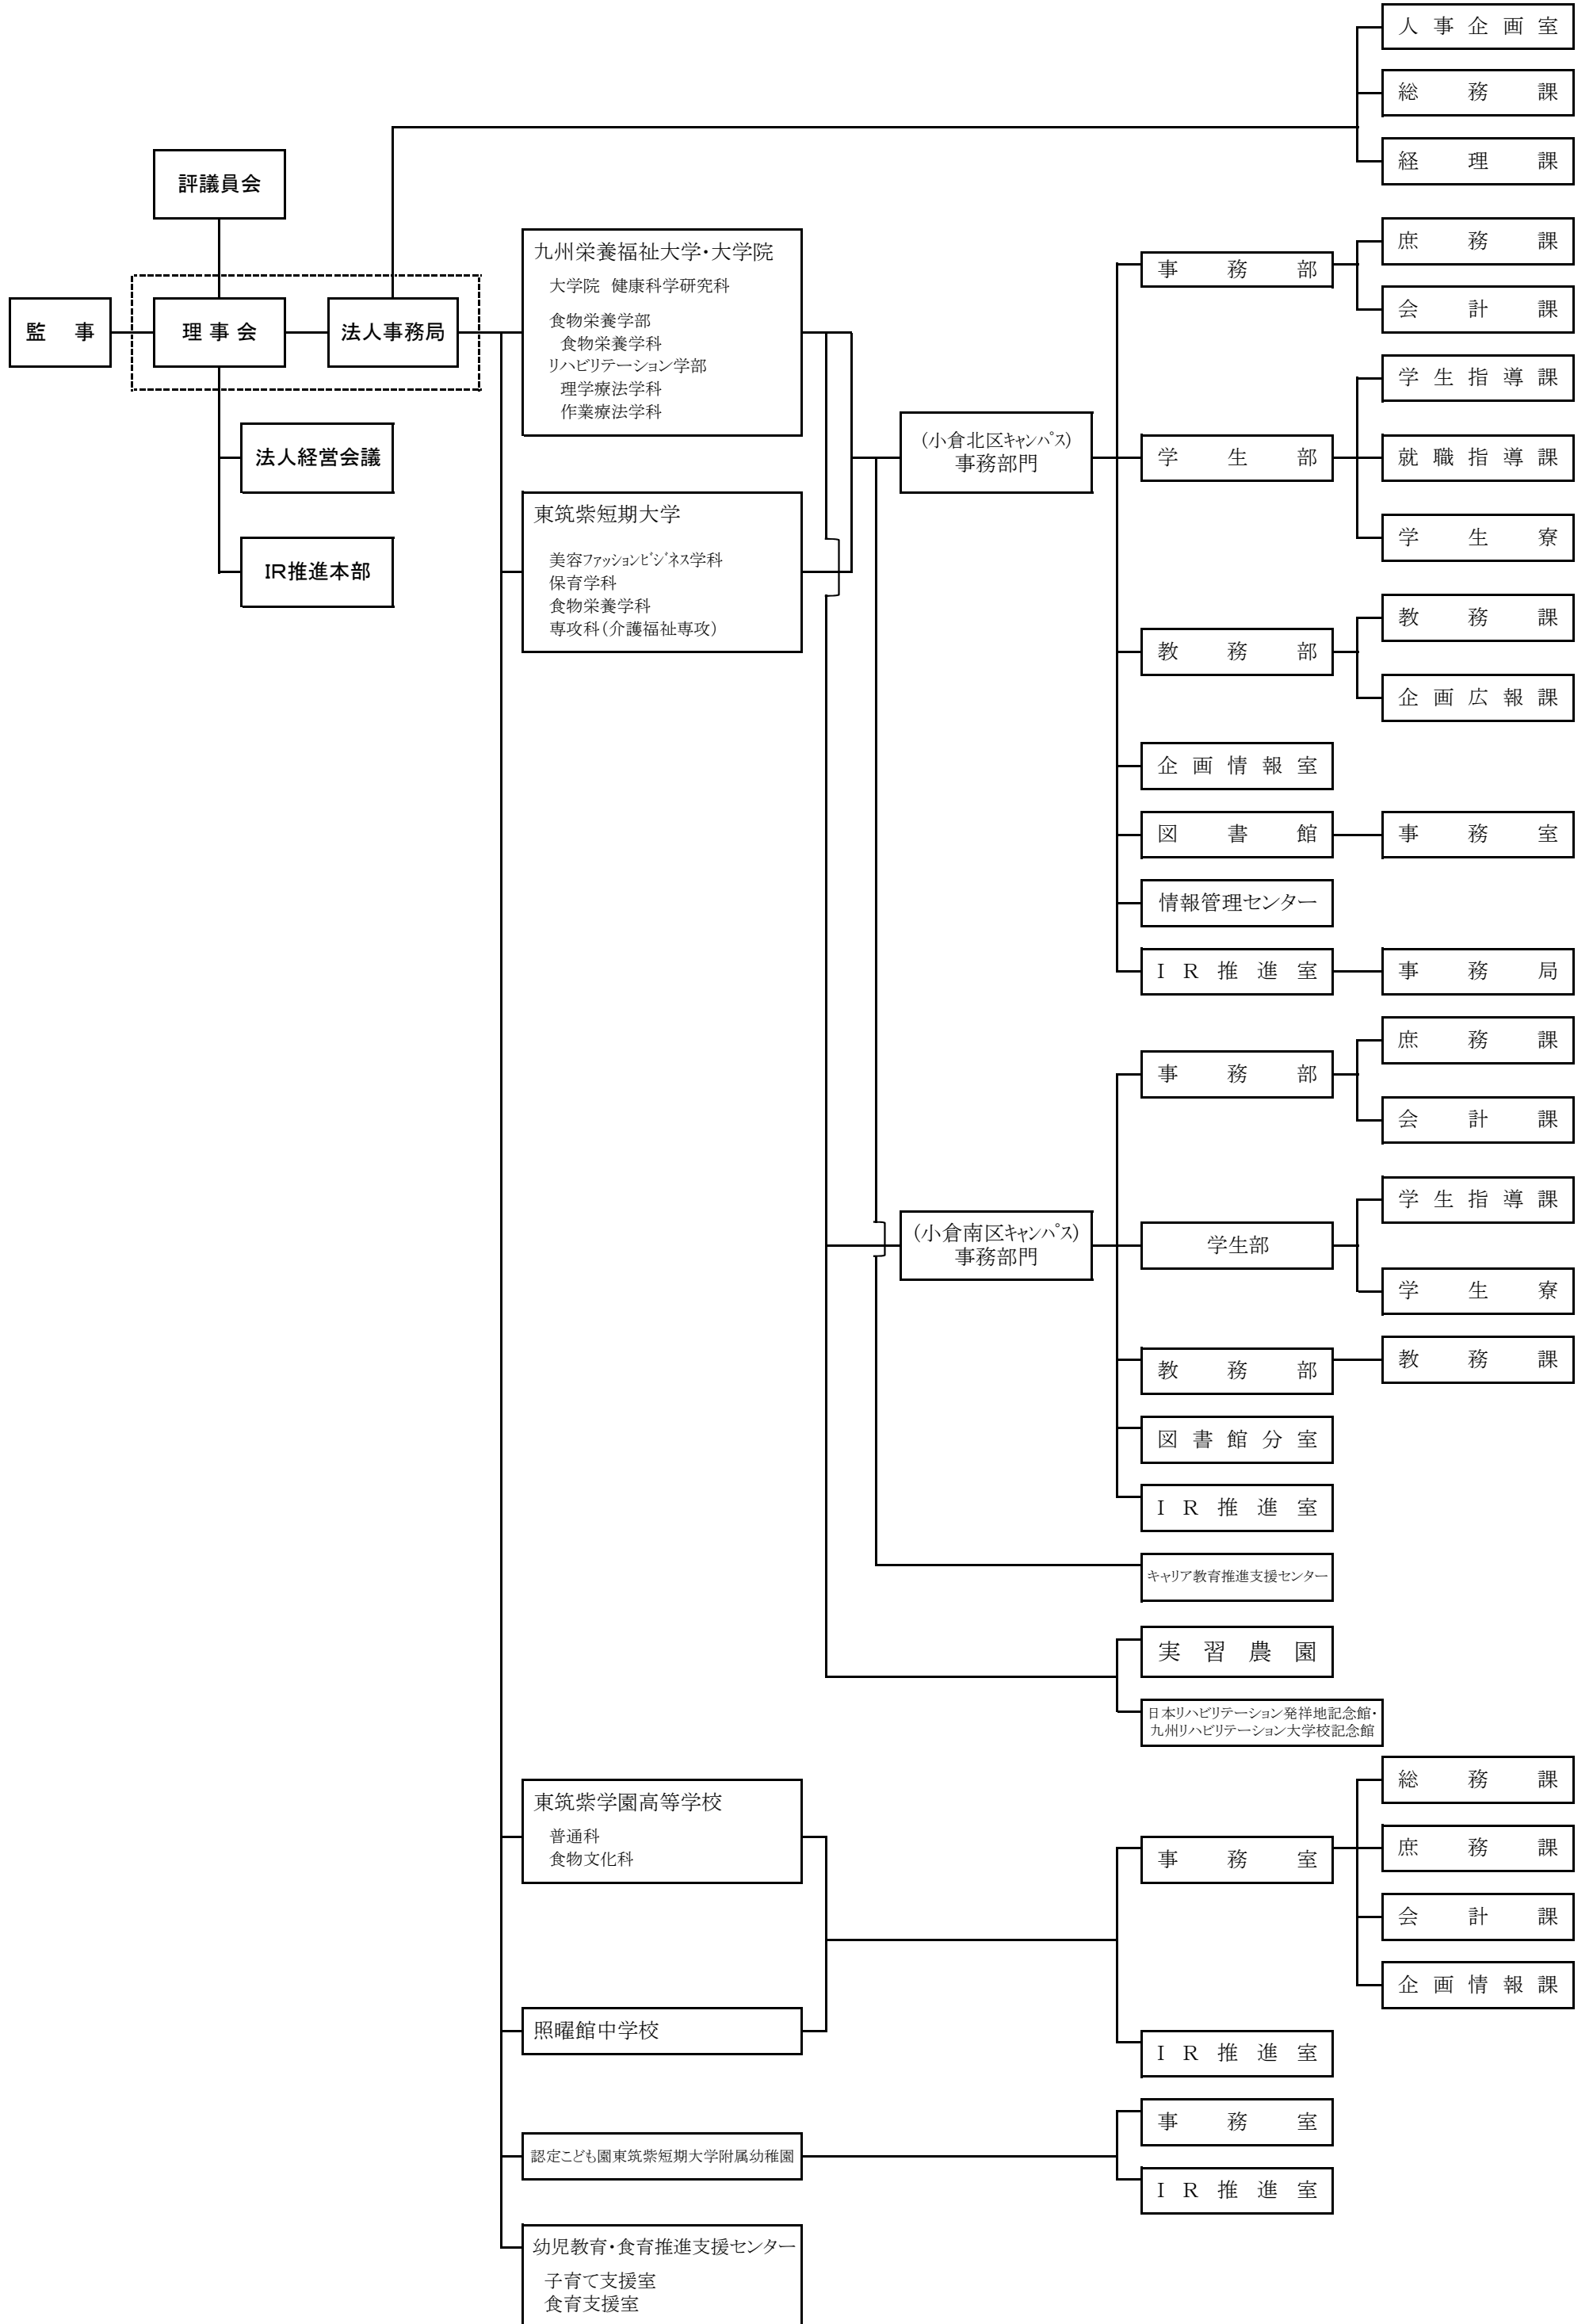 人事企画室
総務課
経理課
評議員会
監事
理事会
法人事務局
法人経営会議
IR推進本部
九州栄養福祉大学・大学院
大学院 健康科学研究科
食物栄養学部
食物栄養学科
リハビリテーション学部
理学療法学科
作業療法学科
東筑紫短期大学
美容ファッションビジネス学科
保育学科
食物栄養学科
専攻科(介護福祉専攻)
(小倉北区キャンパス)
事務部門
事務部
庶務課
会計課
学生部
学生指導課
就職指導課
学生寮
教務部
教務課
企画広報課
企画情報室
図書館
事務室
情報管理センター
IR推進室
事務局
(小倉南区キャンパス)
事務部門
事務部
庶務課
会計課
学生部
学生指導課
学生寮
教務部
教務課
図書館分室
IR推進室
キャリア教育推進支援センター
実習農園
日本リハビリテーション発祥地記念館・
九州リハビリテーション大学校記念館
東筑紫学園高等学校
普通科
食物文化科
照曜館中学校
事務室
総務課
庶務課
会計課
企画情報課
IR推進室
認定こども園東筑紫短期大学附属幼稚園
事務室
IR推進室
幼児教育・食育推進支援センター
子育て支援室
食育支援室